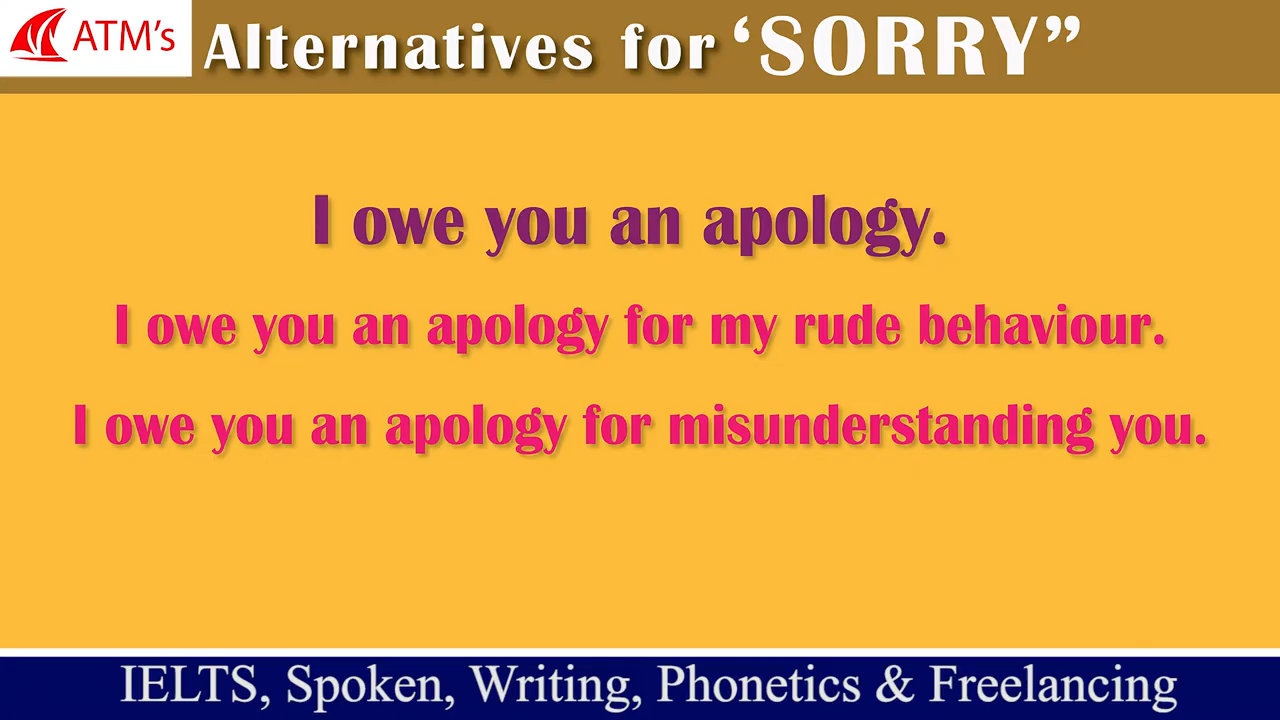 ATM's
Alternatives for ‘SORRY”
I owe you an apology.
I owe you an apology for my rude behaviour.
I owe you an apology for misunderstanding you.
IELTS, Spoken, Writing, Phonetics & Freelancing